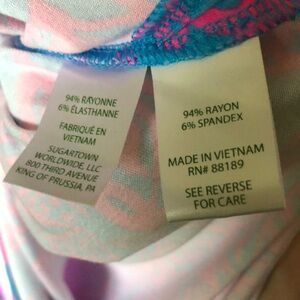 94% RAYONNE
6% ÉLASTHANNE
FABRIQUÉ EN
VIETNAM
SUGARTOWN
WORLDWIDE, LLC
800 THIRD AVENUE
KING OF PRUSSIA, PA
94% RAYON
6% SPANDEX
MADE IN VIETNAM
RN# 88189
SEE REVERSE
FOR CARE